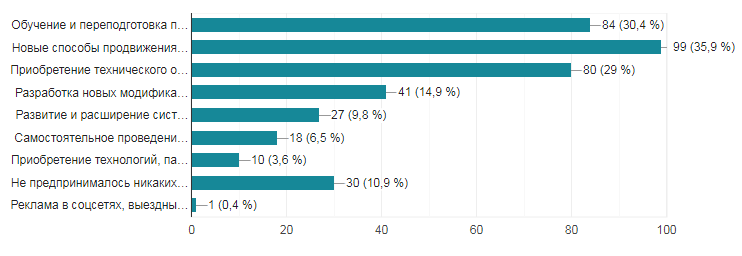 Обучение и переподготовка п... 84 (30,4 %)
Новые способы продвижения... 99 (35,9 %)
Приобретение технического о... 80 (29 %)
Разработка новых модифика... 41 (14,9 %)
Развитие и расширение сист... 27 (9,8 %)
Самостоятельное проведени... 18 (6,5 %)
Приобретение технологий, па... 10 (3,6 %)
Не предпринималось никаких... 30 (10,9 %)
Реклама в соцсетях, выездны... 1 (0,4 %)
0 20 40 60 80 100